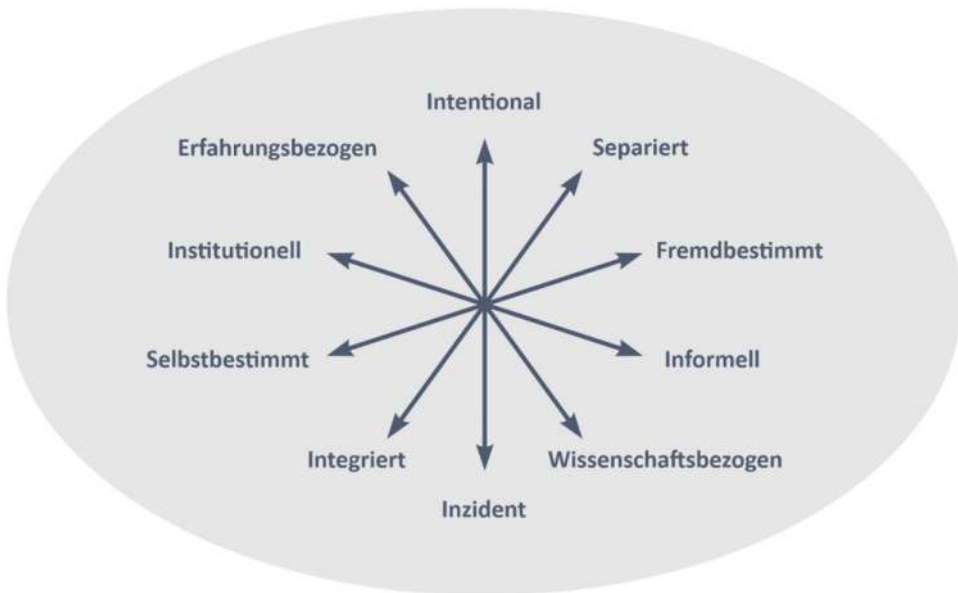 Intentional
Erfahrungsbezogen
Separiert
Institutionell
Fremdbestimmt
Selbstbestimmt
Informell
Integriert
Wissenschaftsbezogen
Inzident